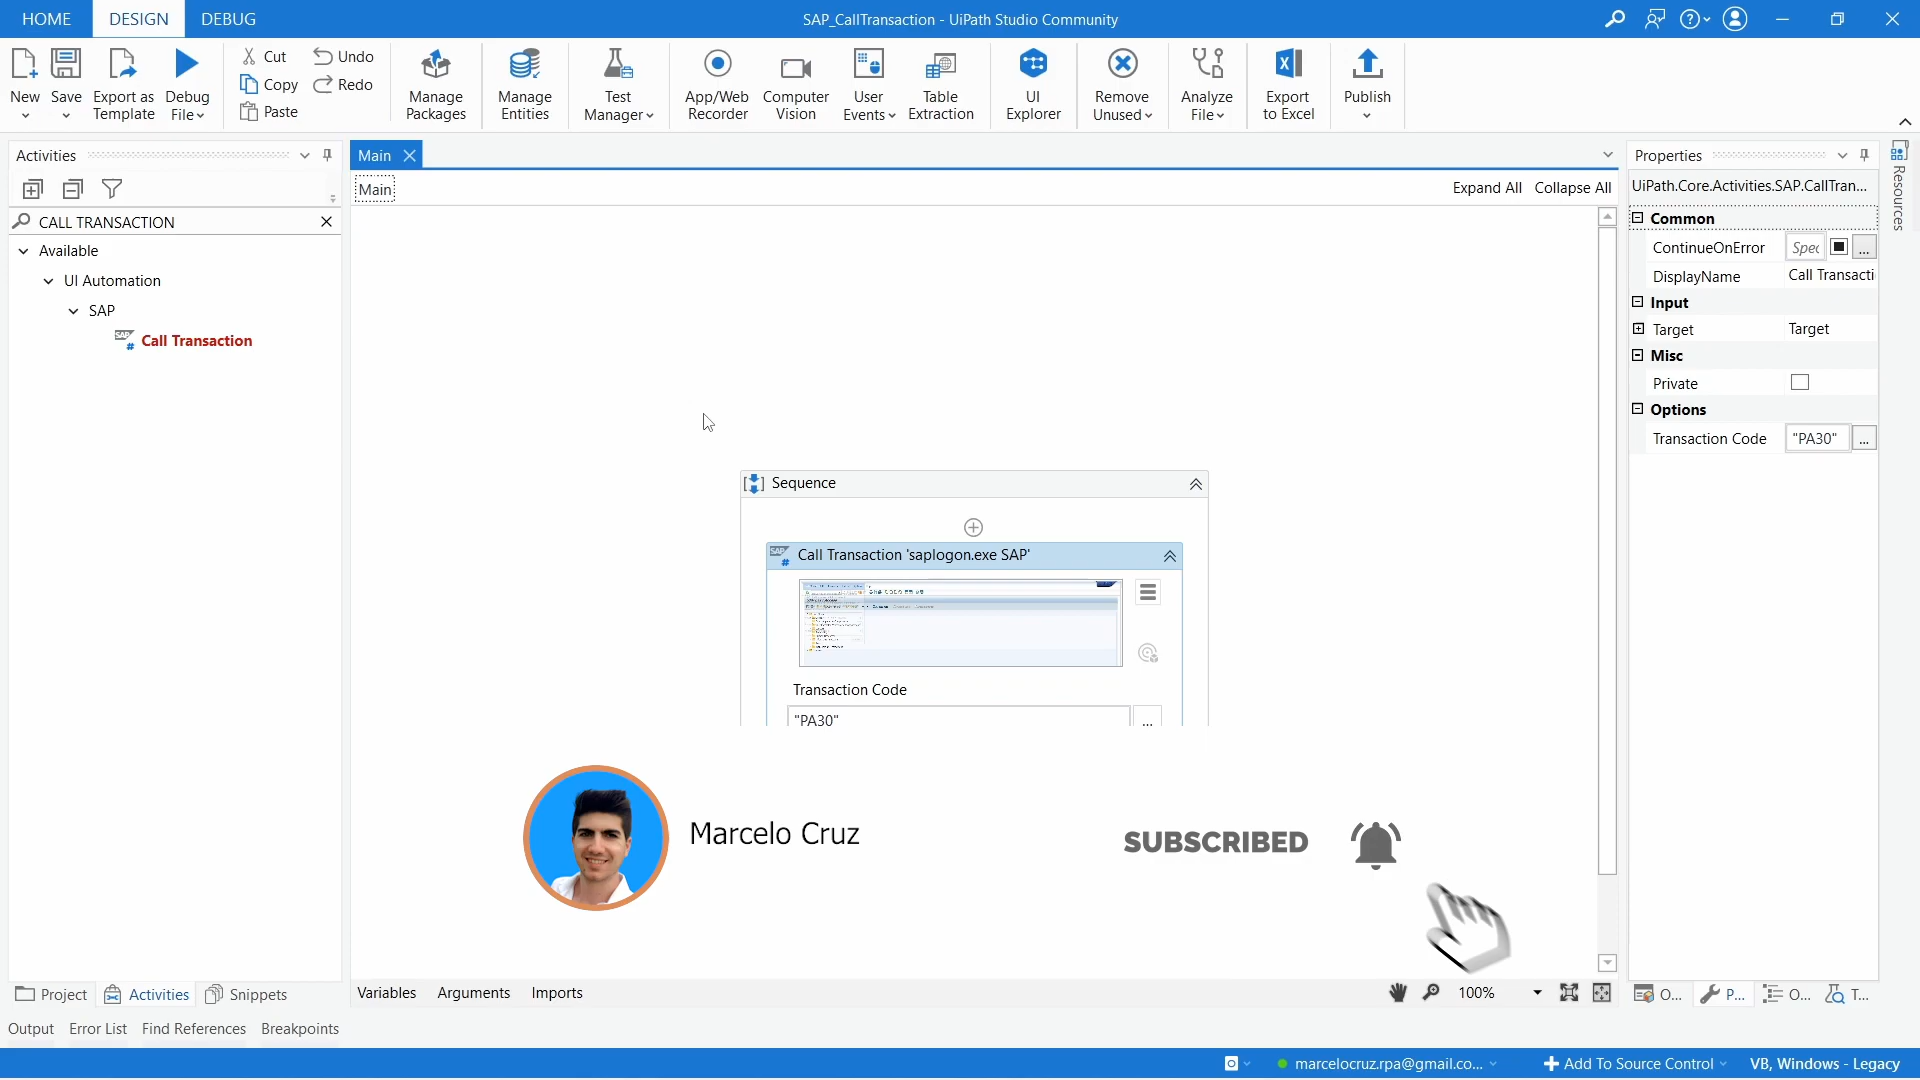 HOME
DESIGN
DEBUG
SAP_CallTransaction - UiPath Studio Community
New
Save
Export as
Template
Debug
File
Cut
Copy
Paste
Undo
Redo
Manage
Packages
Manage
Entities
Test
Manager
App/Web
Recorder
Computer
Vision
User
Events
Table
Extraction
UI
Explorer
Remove
Unused
Analyze
File
Export
to Excel
Publish
Activities
CALL TRANSACTION
Available
UI Automation
SAP
Call Transaction
Main
Main
Expand All
Collapse All
Sequence
Call Transaction 'saplogon.exe SAP'
Transaction Code
"PA30"
...
Marcelo Cruz
SUBSCRIBED
Properties
UiPath.Core.Activities.SAP.CallTran...
Common
ContinueOnError
Spec
...
DisplayName
Call Transacti
Input
Target
Target
Misc
Private
Options
Transaction Code
"PA30"
...
Resources
Project
Activities
Snippets
Variables
Arguments
Imports
100%
O...
P...
O...
T...
Output
Error List
Find References
Breakpoints
marcelocruz.rpa@gmail.co...
Add To Source Control
VB, Windows - Legacy